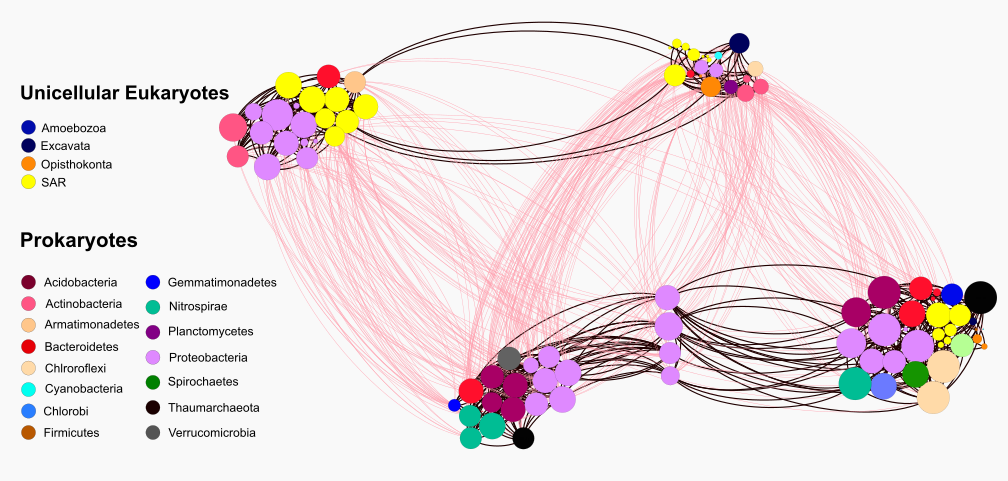 Unicellular Eukaryotes
Amoebozoa
Excavata
Opisthokonta
SAR
Prokaryotes
Acidobacteria
Actinobacteria
Armatimonadetes
Bacteroidetes
Chlroroflexi
Cyanobacteria
Chlorobi
Firmicutes
Gemmatimonadetes
Nitrospirae
Planctomycetes
Proteobacteria
Spirochaetes
Thaumarchaeota
Verrucomicrobia